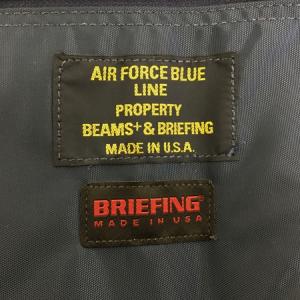 AIR FORCE BLUE
LINE
PROPERTY
BEAMS+ & BRIEFING
MADE IN U.S.A.
BRIEFING
MADE IN USA